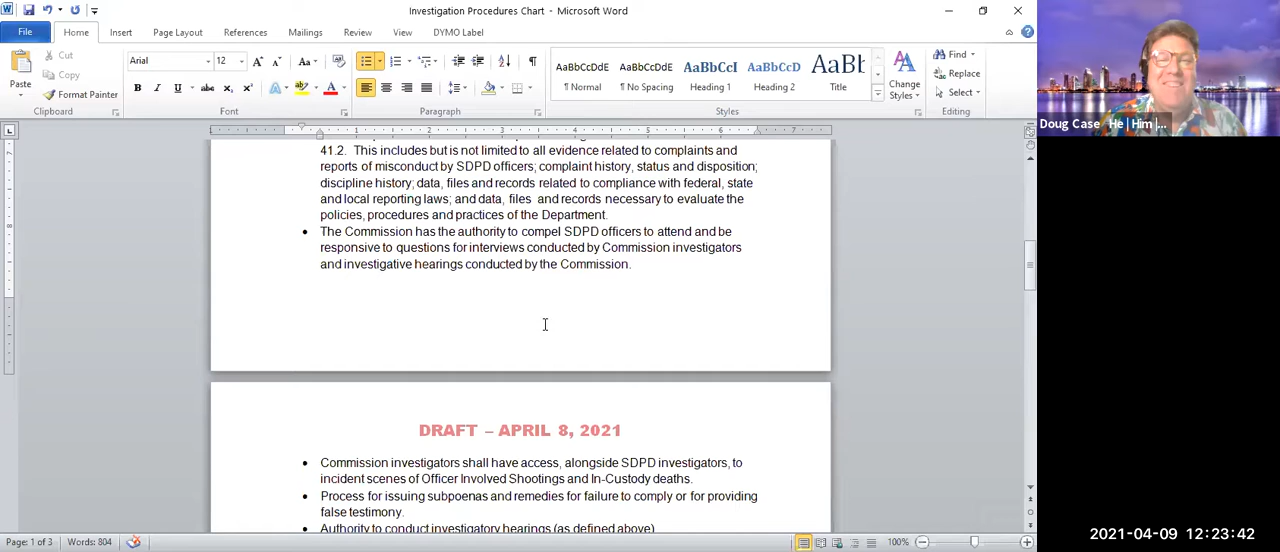 Investigation Procedures Chart - Microsoft Word
File Home Insert Page Layout References Mailings Review View DYMO Label
Cut
Copy
Format Painter
Paste
Clipboard
Arial 12
Font
Paragraph
AaBbCcDdE AaBbCcDdE AaBbCcI AaBbCcD AaBb
¶ Normal ¶ No Spacing Heading 1 Heading 2 Title
Change Styles
Styles
Find
Replace
Select
Editing
41.2. This includes but is not limited to all evidence related to complaints and
reports of misconduct by SDPD officers; complaint history, status and disposition;
discipline history; data, files and records related to compliance with federal, state
and local reporting laws; and data, files and records necessary to evaluate the
policies, procedures and practices of the Department.
• The Commission has the authority to compel SDPD officers to attend and be
responsive to questions for interviews conducted by Commission investigators
and investigative hearings conducted by the Commission.
DRAFT – APRIL 8, 2021
• Commission investigators shall have access, alongside SDPD investigators, to
incident scenes of Officer Involved Shootings and In-Custody deaths.
• Process for issuing subpoenas and remedies for failure to comply or for providing
false testimony.
• Authority to conduct investigatory hearings (as defined above)
Page: 1 of 3 Words: 804 100%
Doug Case - He | Him |...
2021-04-09 12:23:42